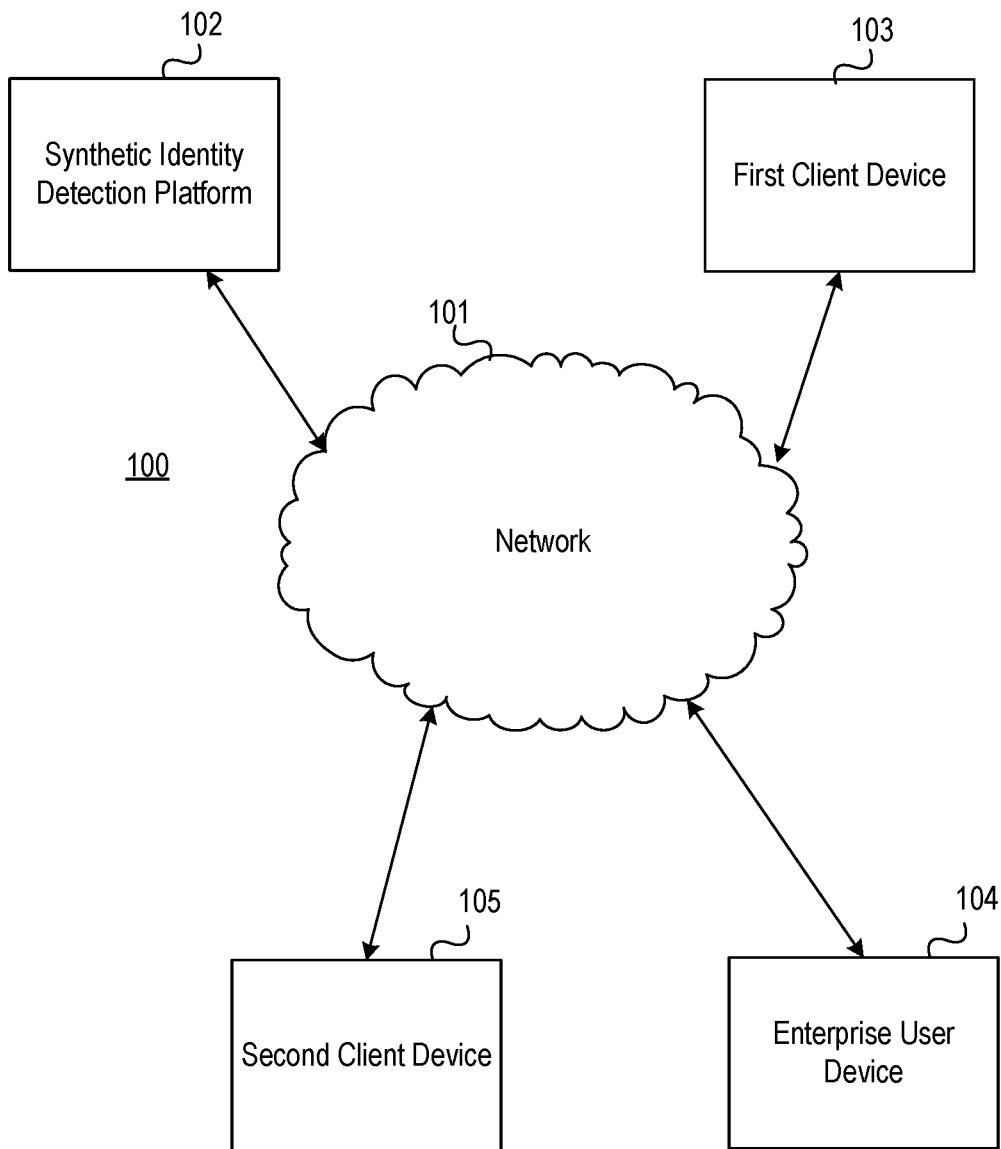 102
103
Synthetic Identity
Detection Platform
First Client Device
101
100
Network
105
104
Second Client Device
Enterprise User
Device